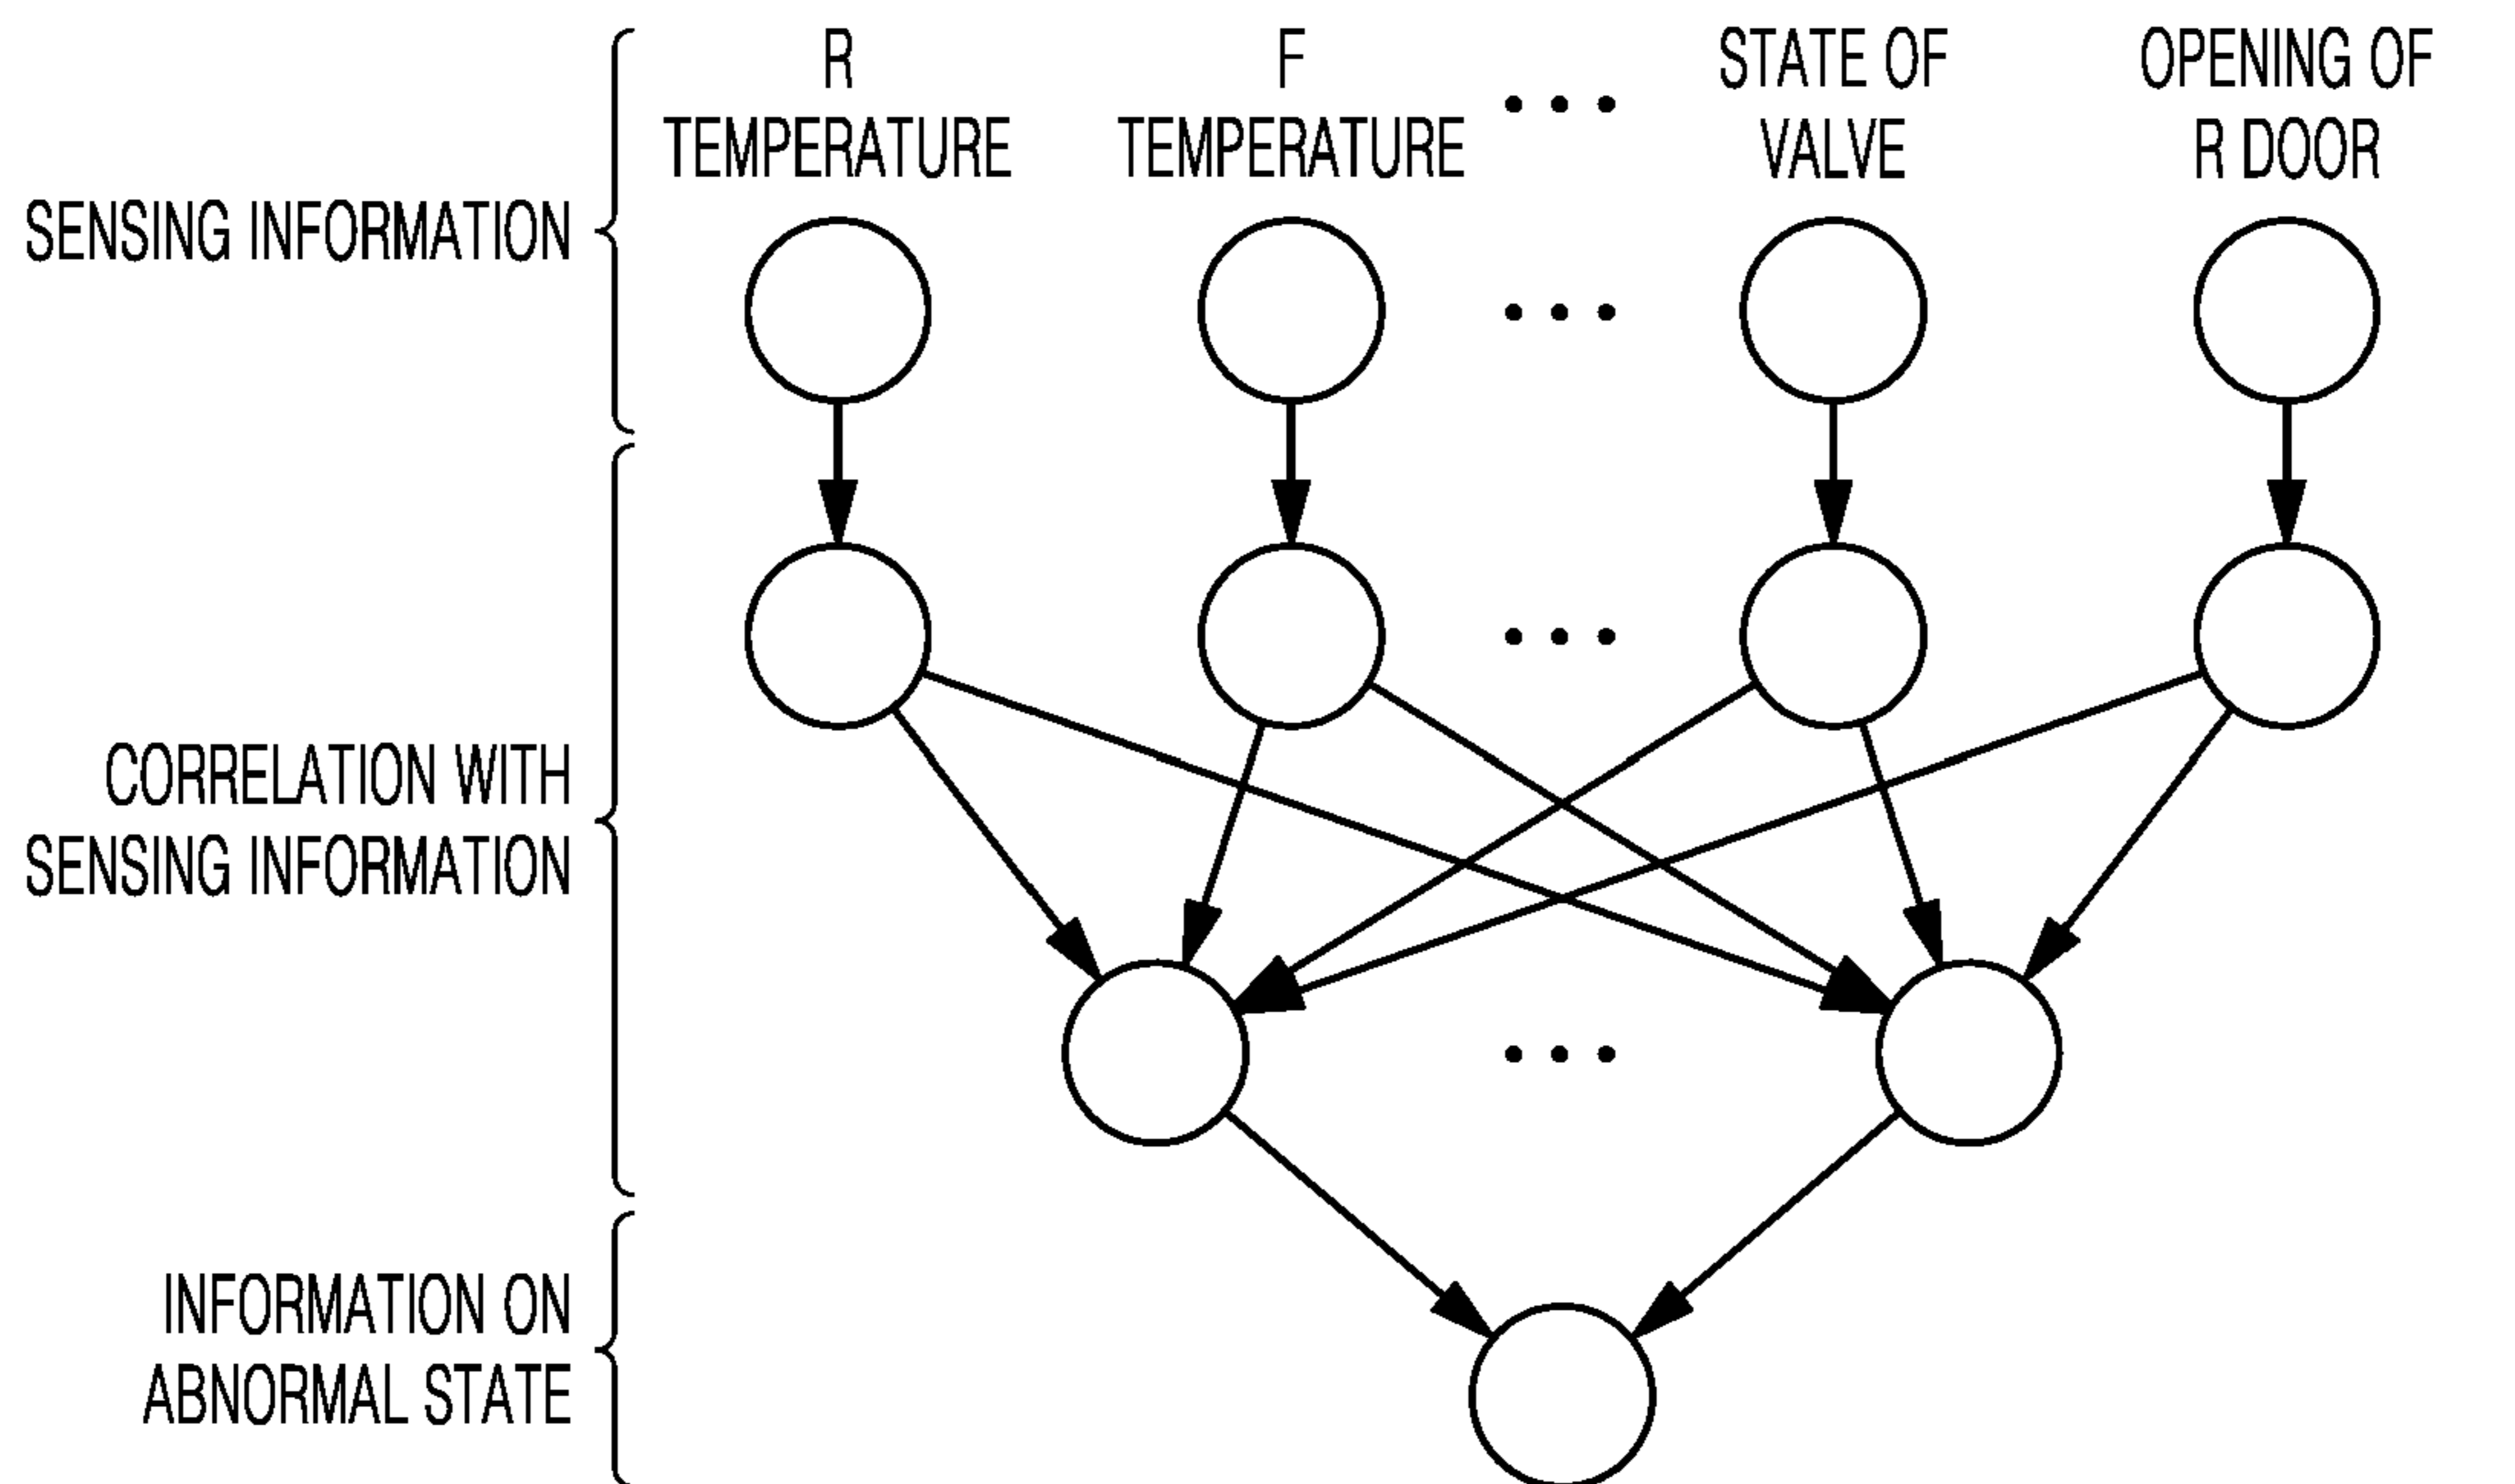 R
TEMPERATURE
F
TEMPERATURE
• • •
STATE OF
VALVE
OPENING OF
R DOOR
SENSING INFORMATION
• • •
• • •
CORRELATION WITH
SENSING INFORMATION
• • •
INFORMATION ON
ABNORMAL STATE